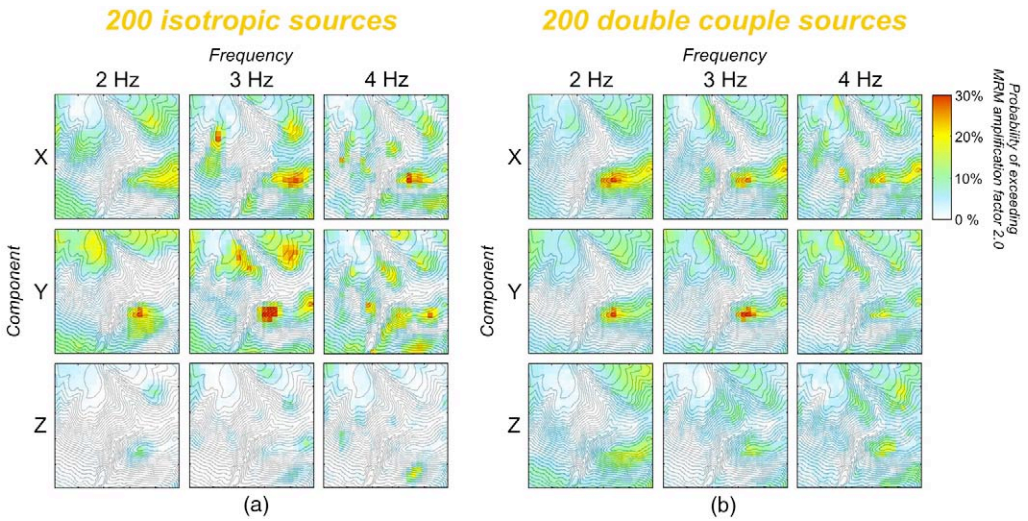 200 isotropic sources
Frequency
2 Hz 3 Hz 4 Hz
Component
X
Y
Z
(a)
200 double couple sources
Frequency
2 Hz 3 Hz 4 Hz
Component
X
Y
Z
(b)
30%
20%
10%
0 %
Probability of exceeding
MRM amplification factor 2.0